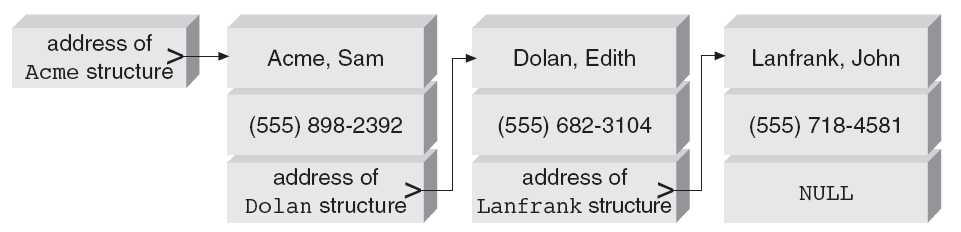 address of
Acme structure
Acme, Sam
(555) 898-2392
address of
Dolan structure
Dolan, Edith
(555) 682-3104
address of
Lanfrank structure
Lanfrank, John
(555) 718-4581
NULL